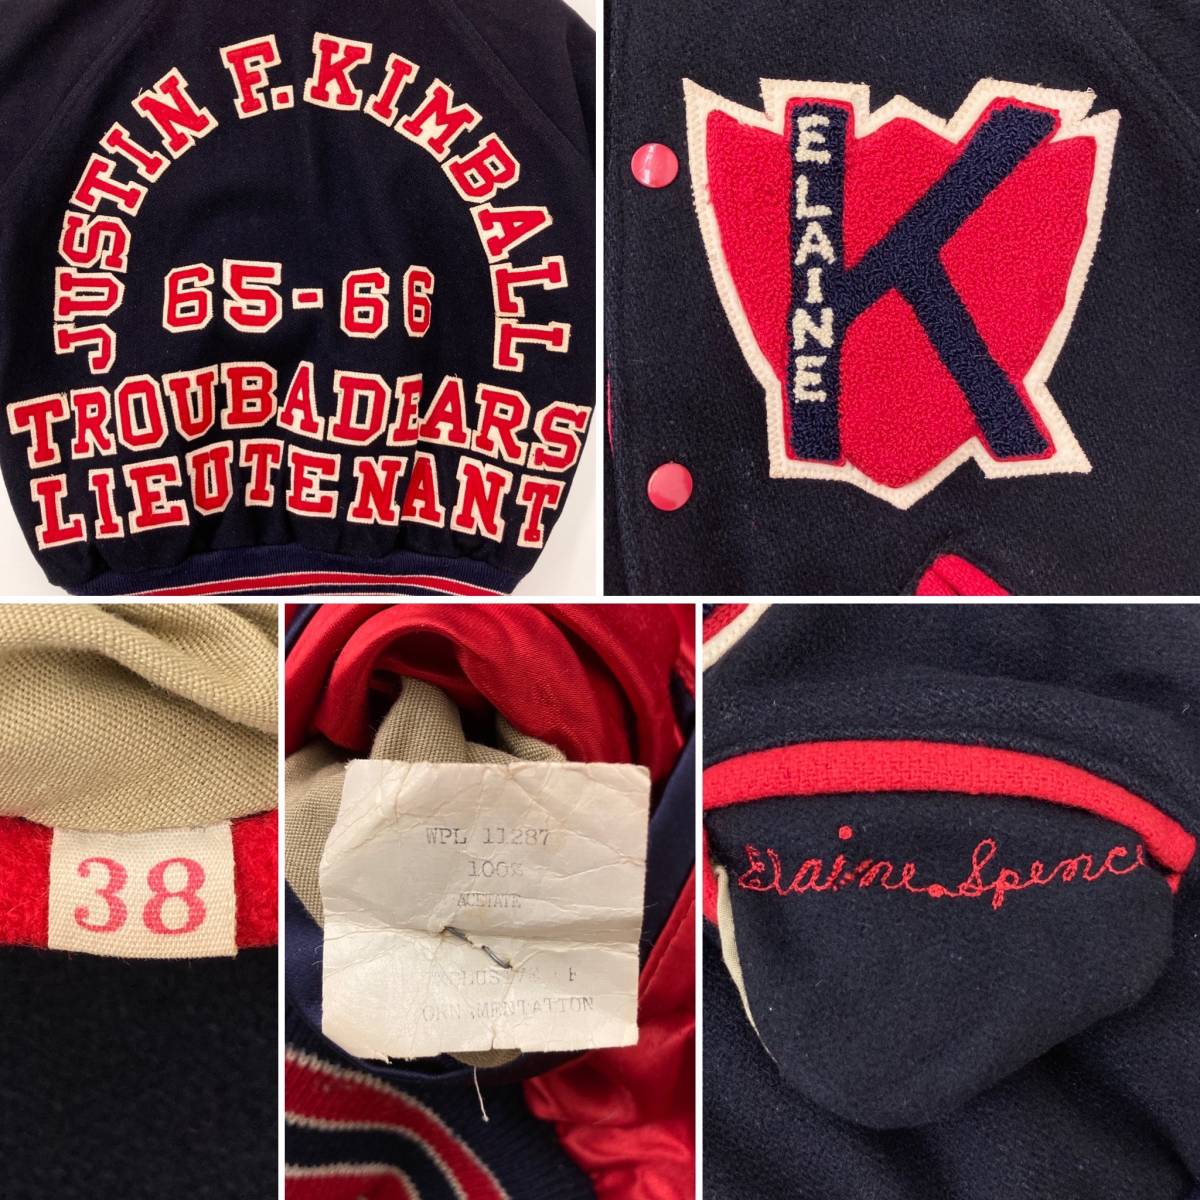 JUSTIN F. KIMBALL
65-66
TROUBADEARS
LIEUTENANT
K
ELAINE
38
WPL 11287
100%
ACETATE
ORNAMENTATION
Elaine Spence